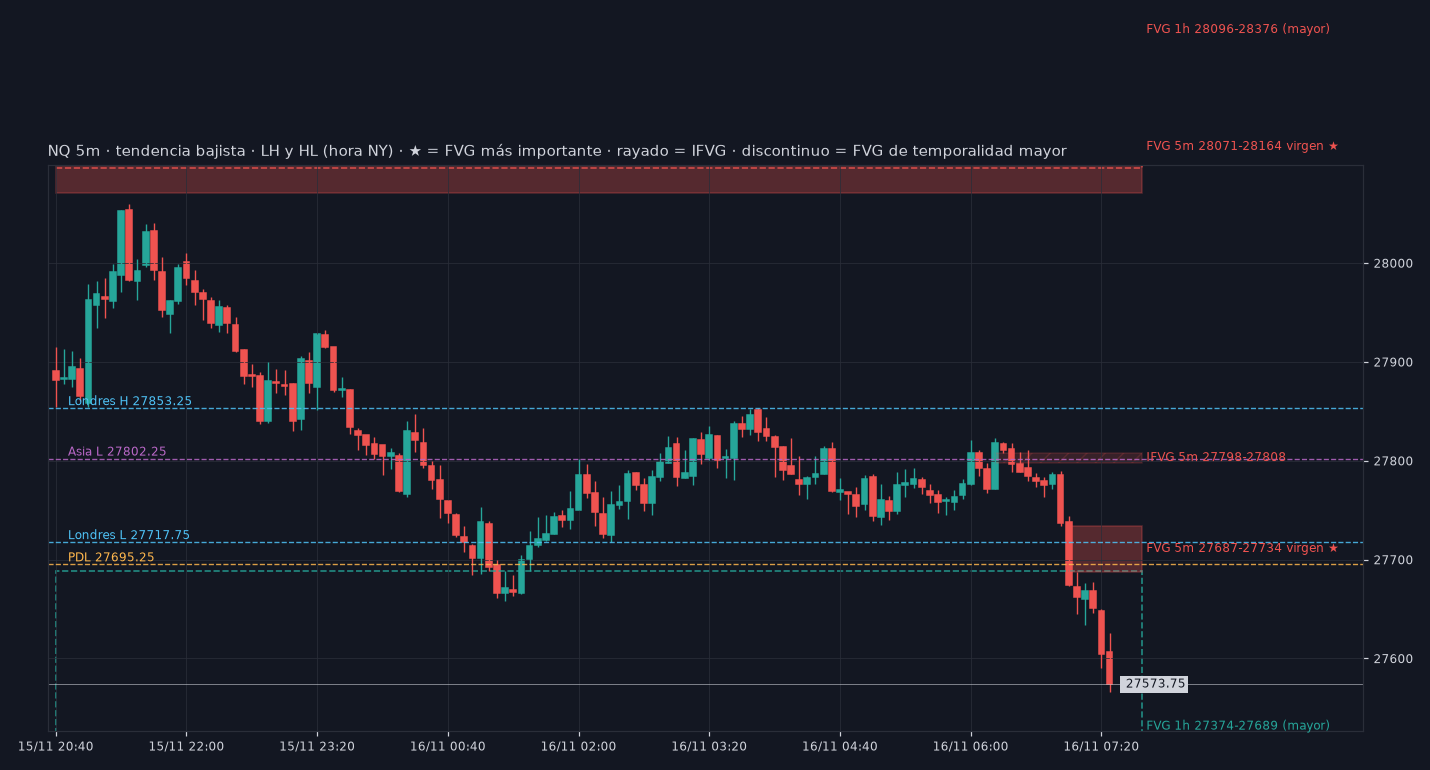 FVG 1h 28096-28376 (mayor)
FVG 5m 28071-28164 virgen ★
NQ 5m · tendencia bajista · LH y HL (hora NY) · ★ = FVG más importante · rayado = IFVG · discontinuo = FVG de temporalidad mayor
28000
27900
Londres H 27853.25
Asia L 27802.25
IFVG 5m 27798-27808
27800
Londres L 27717.75
FVG 5m 27687-27734 virgen ★
PDL 27695.25
27700
27600
27573.75
FVG 1h 27374-27689 (mayor)
15/11 20:40
15/11 22:00
15/11 23:20
16/11 00:40
16/11 02:00
16/11 03:20
16/11 04:40
16/11 06:00
16/11 07:20